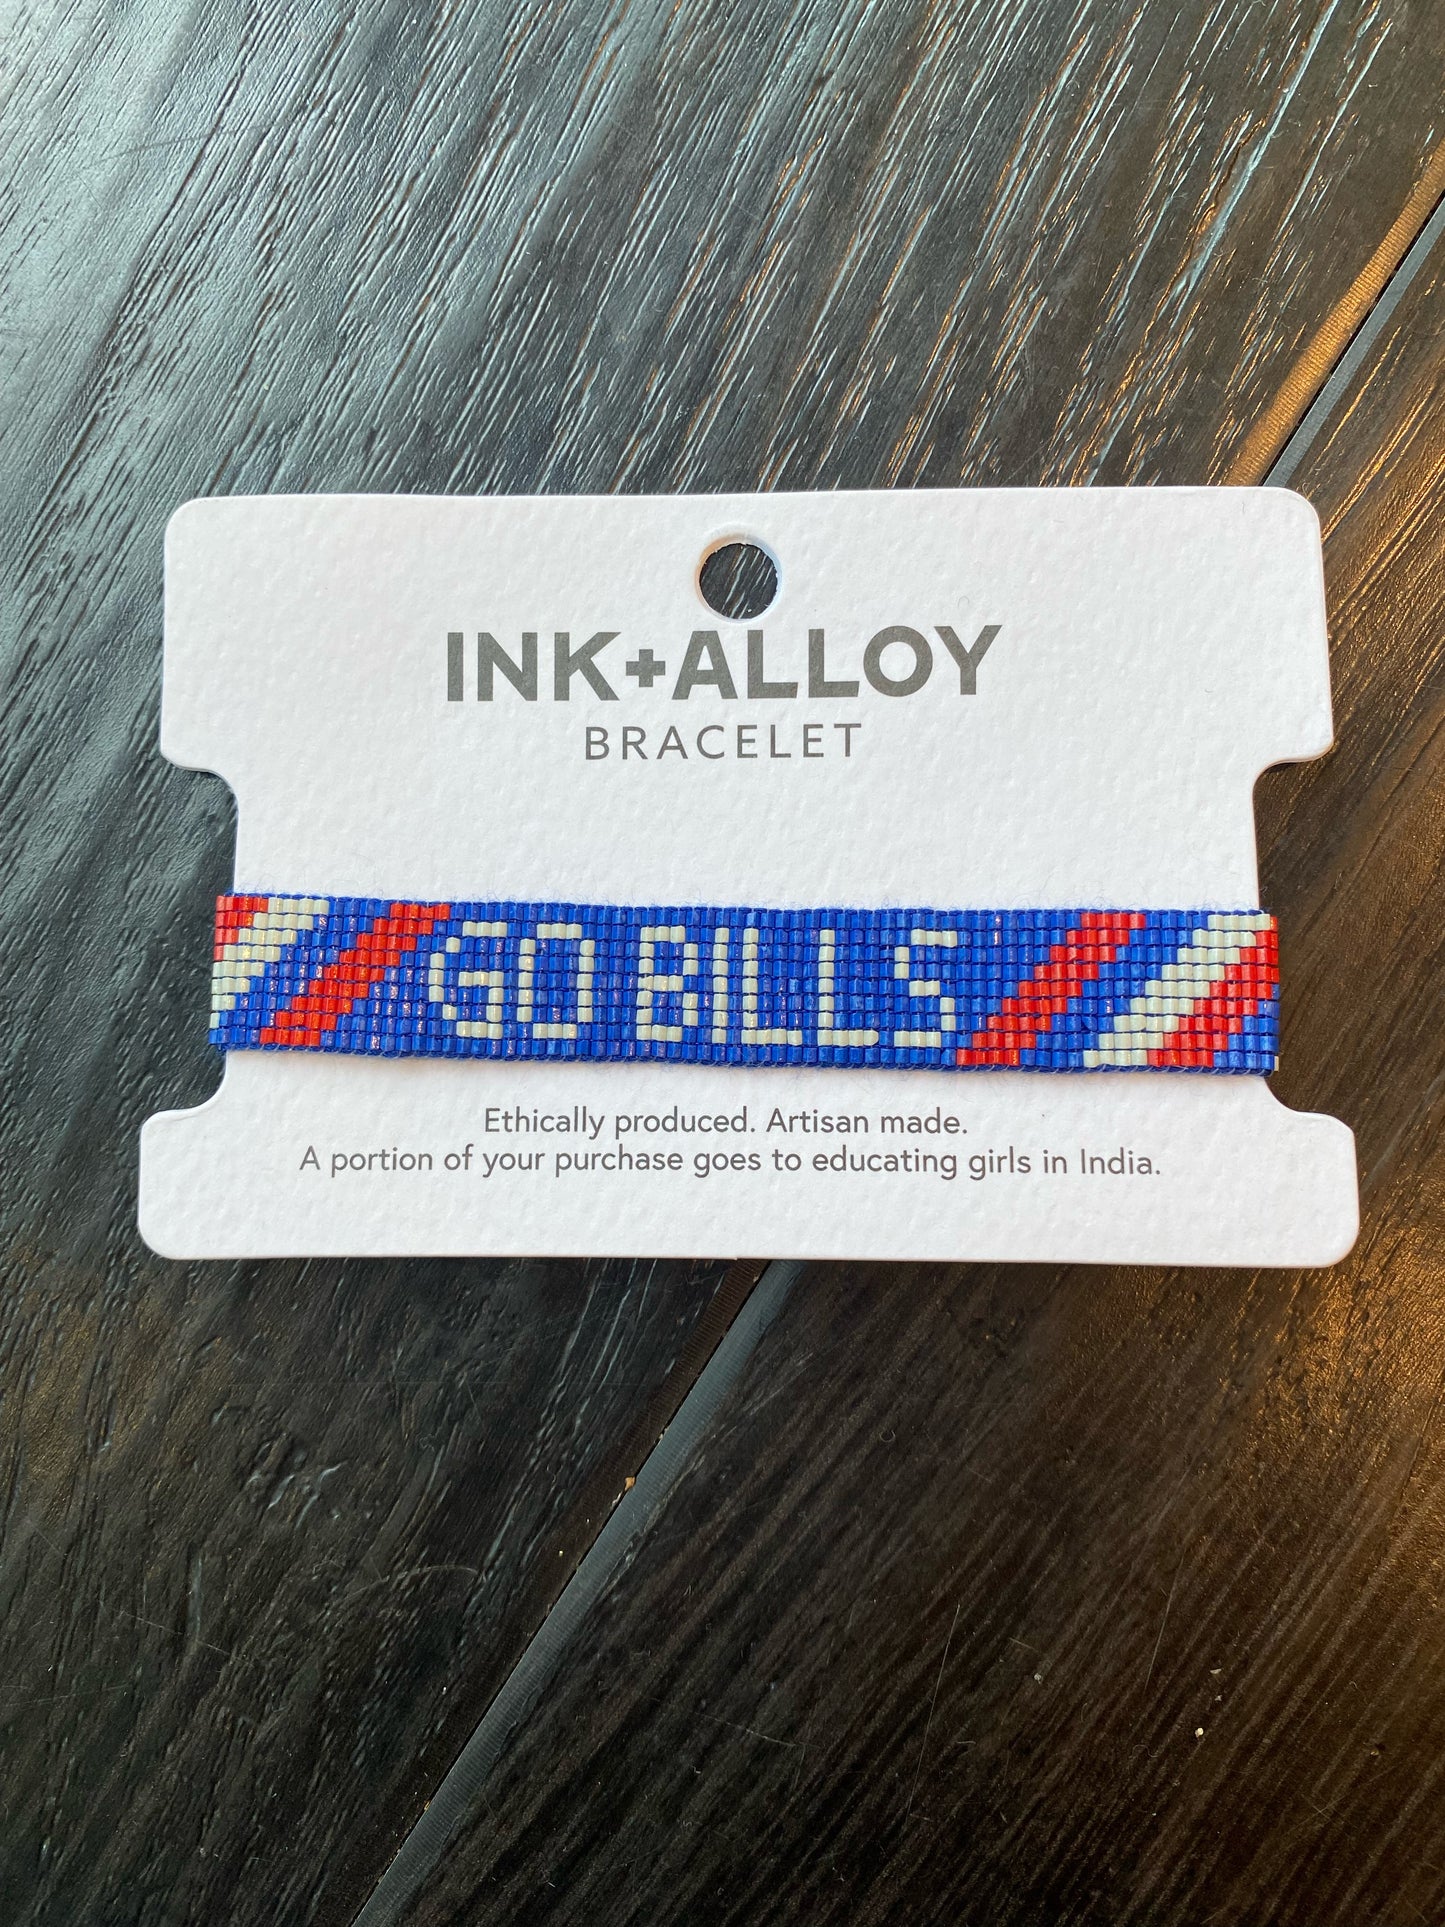 INK+ALLOY
BRACELET
GO BILLS
Ethically produced. Artisan made.
A portion of your purchase goes to educating girls in India.